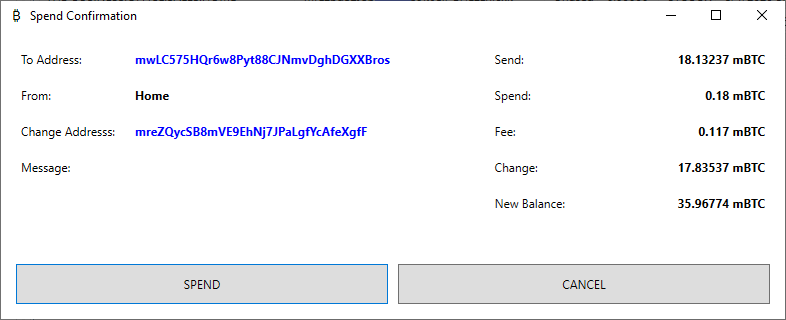 Spend Confirmation
To Address: mwLC575HQr6w8Pyt88CJNmvDghDGXXBros Send: 18.13237 mBTC
From: Home Spend: 0.18 mBTC
Change Addresss: mreZQycSB8mVE9EhNj7JPaLgfYcAfeXgfF Fee: 0.117 mBTC
Message: Change: 17.83537 mBTC
New Balance: 35.96774 mBTC
SPEND CANCEL